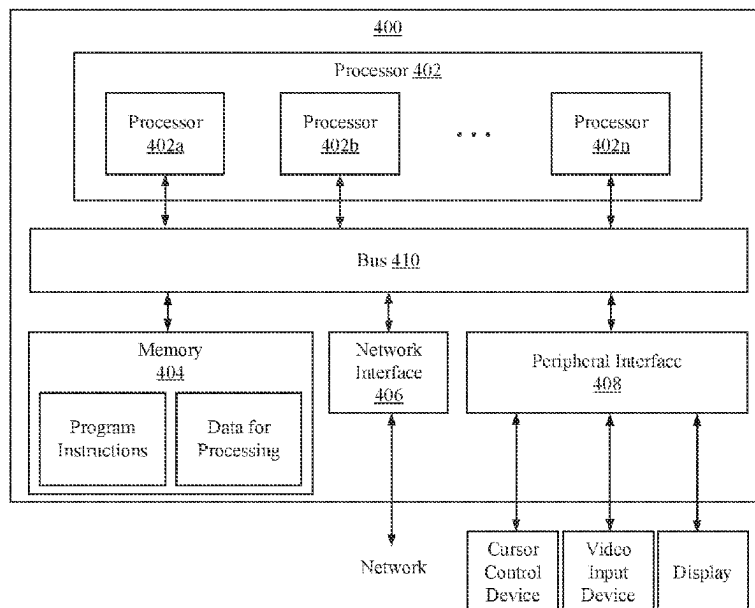 400
Processor 402
Processor
402a
Processor
402b
• • •
Processor
402n
Bus 410
Memory
404
Program
Instructions
Data for
Processing
Network
Interface
406
Peripheral Interface
408
Network
Cursor
Control
Device
Video
Input
Device
Display